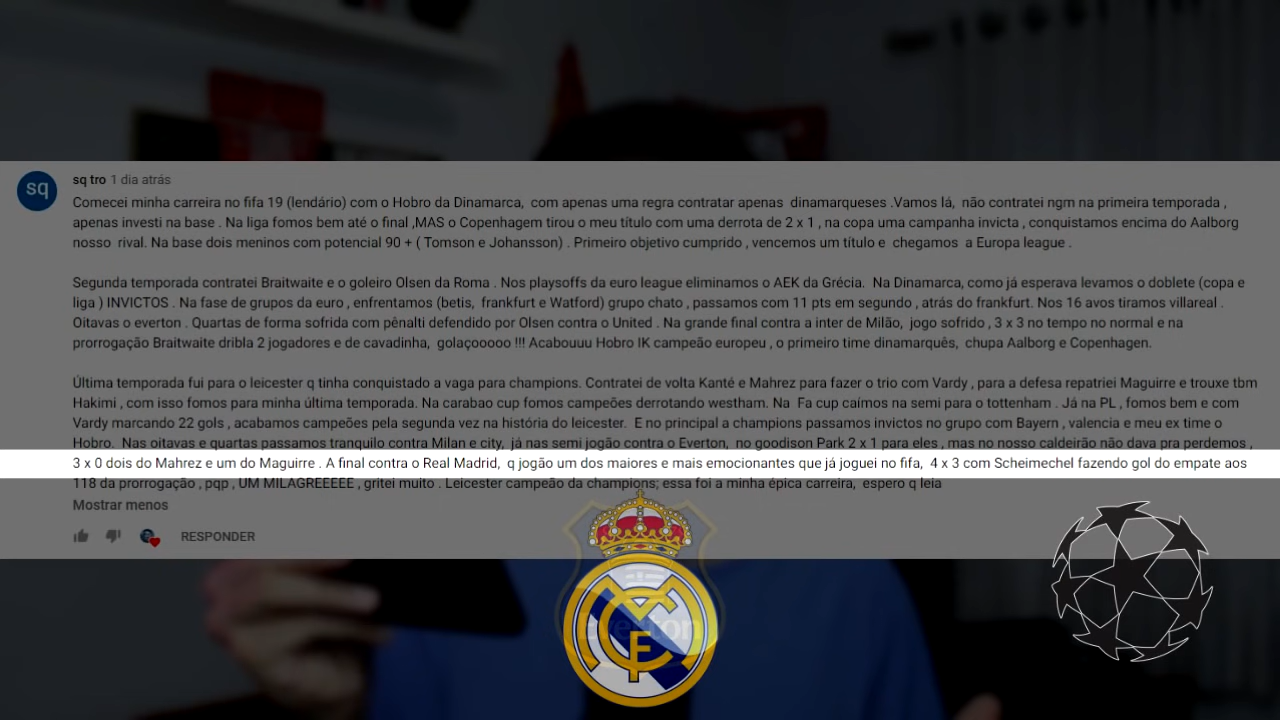 sq
sq tro 1 dia atrás
Comecei minha carreira no fifa 19 (lendário) com o Hobro da Dinamarca, com apenas uma regra contratar apenas dinamarqueses .Vamos lá, não contratei ngm na primeira temporada ,
apenas investi na base . Na liga fomos bem até o final ,MAS o Copenhagem tirou o meu título com uma derrota de 2 x 1 , na copa uma campanha invicta , conquistamos encima do Aalborg
nosso rival. Na base dois meninos com potencial 90 + ( Tomson e Johansson) . Primeiro objetivo cumprido , vencemos um título e chegamos a Europa league .
Segunda temporada contratei Braitwaite e o goleiro Olsen da Roma . Nos playsoffs da euro league eliminamos o AEK da Grécia. Na Dinamarca, como já esperava levamos o doblete (copa e
liga ) INVICTOS . Na fase de grupos da euro , enfrentamos (betis, frankfurt e Watford) grupo chato , passamos com 11 pts em segundo , atrás do frankfurt. Nos 16 avos tiramos villareal .
Oitavas o everton . Quartas de forma sofrida com pênalti defendido por Olsen contra o United . Na grande final contra a inter de Milão, jogo sofrido , 3 x 3 no tempo no normal e na
prorrogação Braitwaite dribla 2 jogadores e de cavadinha, golaçooooo !!! Acabouuu Hobro IK campeão europeu , o primeiro time dinamarquês, chupa Aalborg e Copenhagen.
Última temporada fui para o leicester q tinha conquistado a vaga para champions. Contratei de volta Kanté e Mahrez para fazer o trio com Vardy , para a defesa repatriei Maguirre e trouxe tbm
Hakimi , com isso fomos para minha última temporada. Na carabao cup fomos campeões derrotando westham. Na Fa cup caímos na semi para o tottenham . Já na PL , fomos bem e com
Vardy marcando 22 gols , acabamos campeões pela segunda vez na história do leicester. E no principal a champions passamos invictos no grupo com Bayern , valencia e meu ex time o
Hobro. Nas oitavas e quartas passamos tranquilo contra Milan e city, já nas semi jogão contra o Everton, no goodison Park 2 x 1 para eles , mas no nosso caldeirão não dava pra perdemos ,
3 x 0 dois do Mahrez e um do Maguirre . A final contra o Real Madrid, q jogão um dos maiores e mais emocionantes que já joguei no fifa, 4 x 3 com Scheimechel fazendo gol do empate aos
118 da prorrogação , pqp , UM MILAGREEEEE , gritei muito . Leicester campeão da champions; essa foi a minha épica carreira, espero q leia
Mostrar menos
RESPONDER